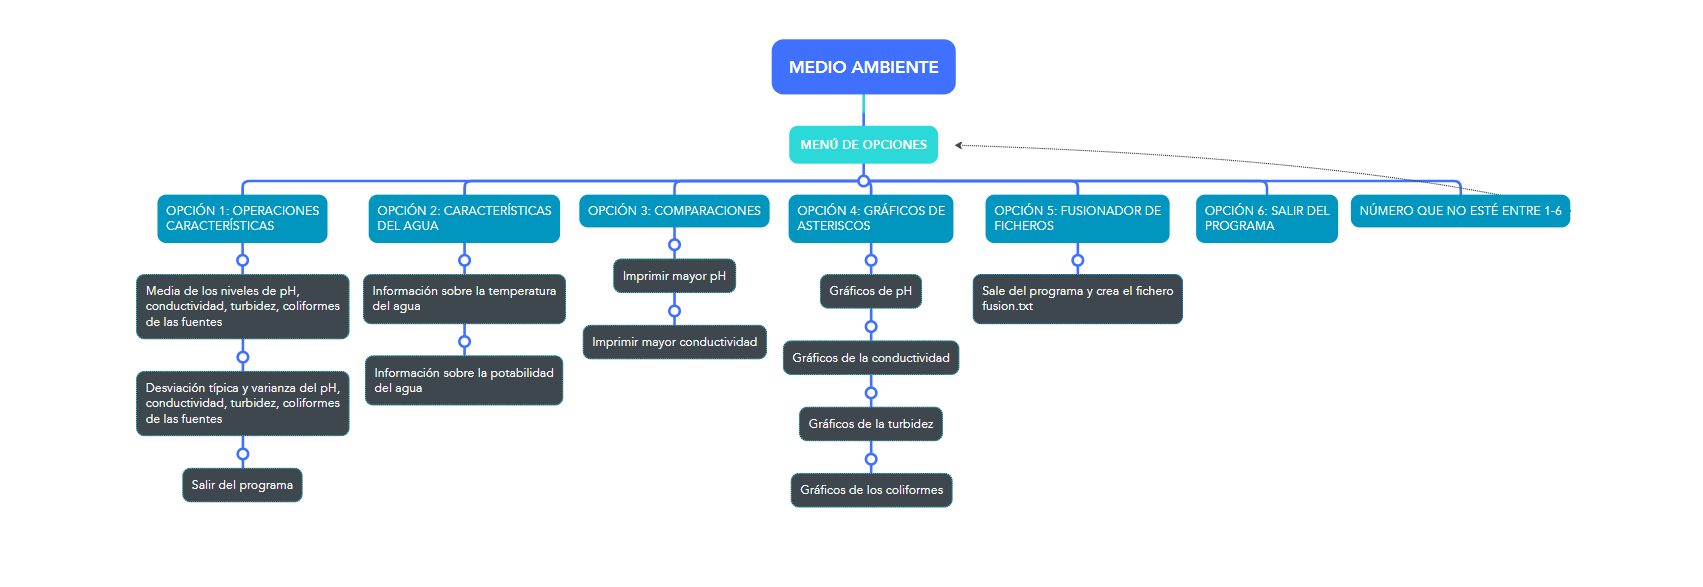 MEDIO AMBIENTE
MENÚ DE OPCIONES
OPCIÓN 1: OPERACIONES
CARACTERÍSTICAS
Media de los niveles de pH,
conductividad, turbidez, coliformes
de las fuentes
Desviación típica y varianza del pH,
conductividad, turbidez, coliformes
de las fuentes
Salir del programa
OPCIÓN 2: CARACTERÍSTICAS
DEL AGUA
Información sobre la temperatura
del agua
Información sobre la potabilidad
del agua
OPCIÓN 3: COMPARACIONES
Imprimir mayor pH
Imprimir mayor conductividad
OPCIÓN 4: GRÁFICOS DE
ASTERISCOS
Gráficos de pH
Gráficos de la conductividad
Gráficos de la turbidez
Gráficos de los coliformes
OPCIÓN 5: FUSIONADOR DE
FICHEROS
Sale del programa y crea el fichero
fusion.txt
OPCIÓN 6: SALIR DEL
PROGRAMA
NÚMERO QUE NO ESTÉ ENTRE 1-6